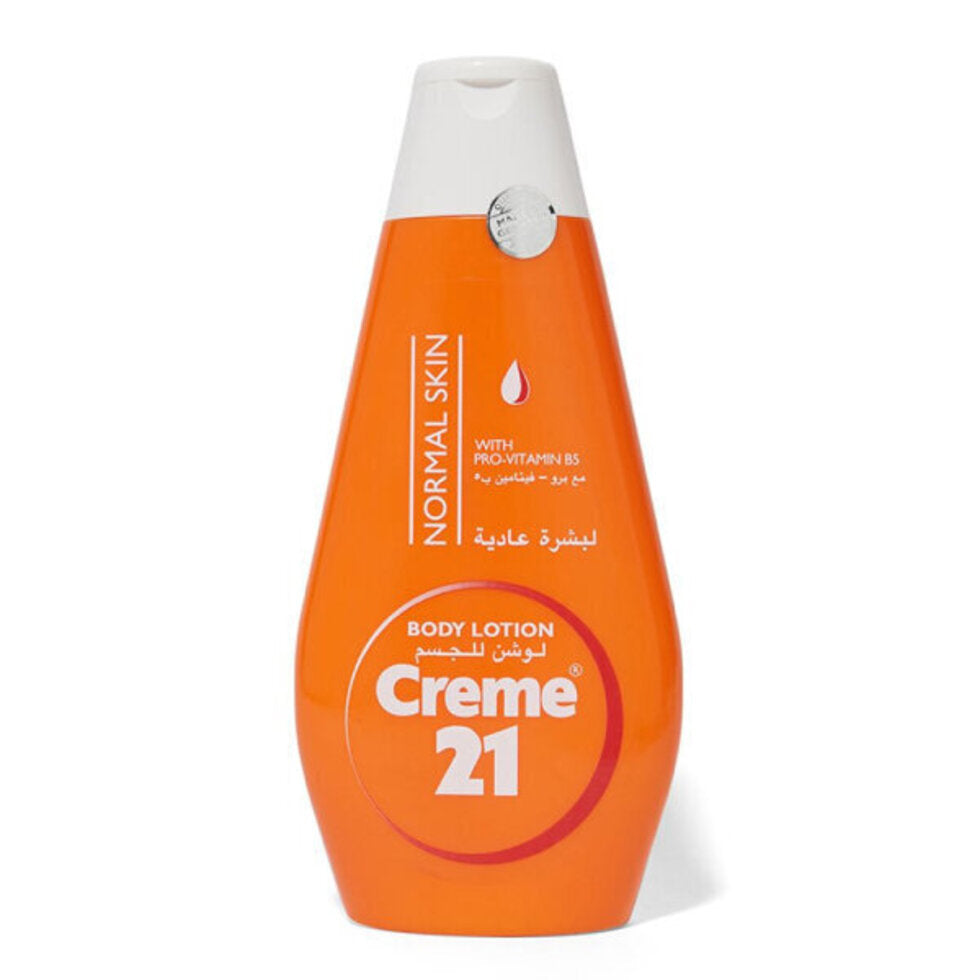 NORMAL SKIN
WITH
PRO-VITAMIN B5
مع برو - فيتامين ب٥
لبشرة عادية
BODY LOTION
لوشن للجسم
Creme®
21